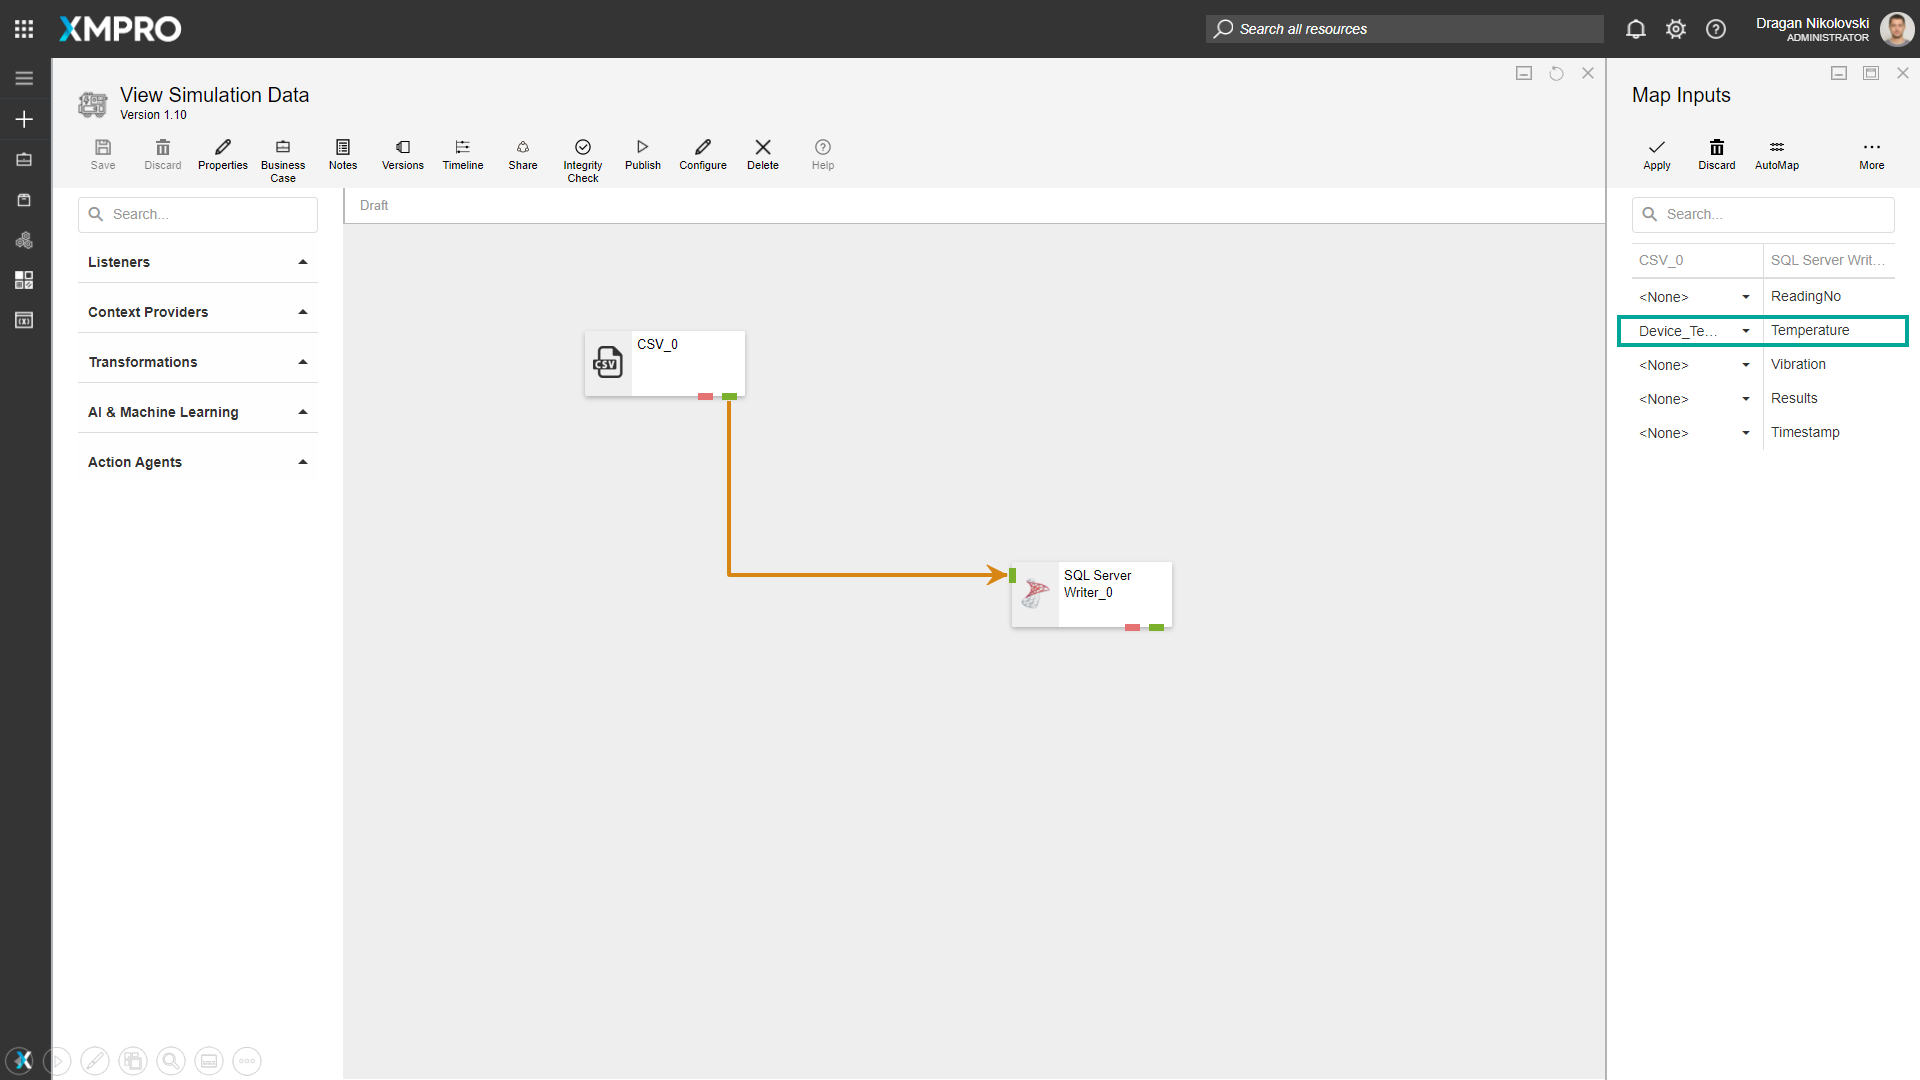 XMPRO
Search all resources
Dragan Nikolovski
ADMINISTRATOR
View Simulation Data
Version 1.10
Save
Discard
Properties
Business
Case
Notes
Versions
Timeline
Share
Integrity
Check
Publish
Configure
Delete
Help
Search...
Listeners
Context Providers
Transformations
AI & Machine Learning
Action Agents
Draft
CSV_0
CSV
SQL Server
Writer_0
Map Inputs
Apply
Discard
AutoMap
More
Search...
CSV_0 SQL Server Writ...
<None> ReadingNo
Device_Te... Temperature
<None> Vibration
<None> Results
<None> Timestamp